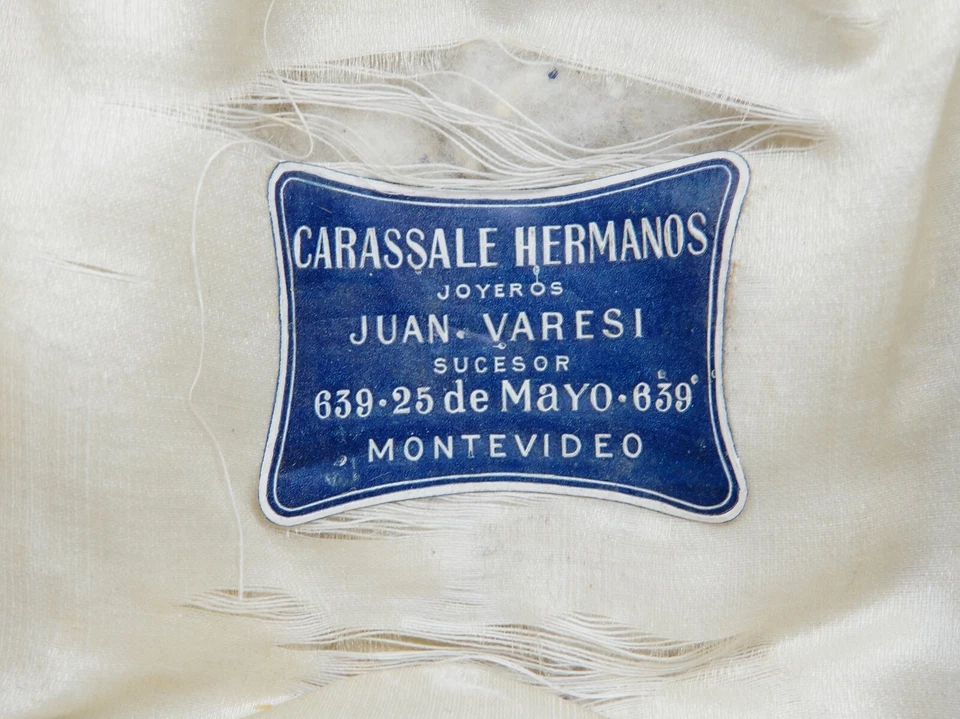 CARASSALE HERMANOS
JOYEROS
JUAN. VARESI
SUCESOR
639·25 de Mayo·639
MONTEVIDEO